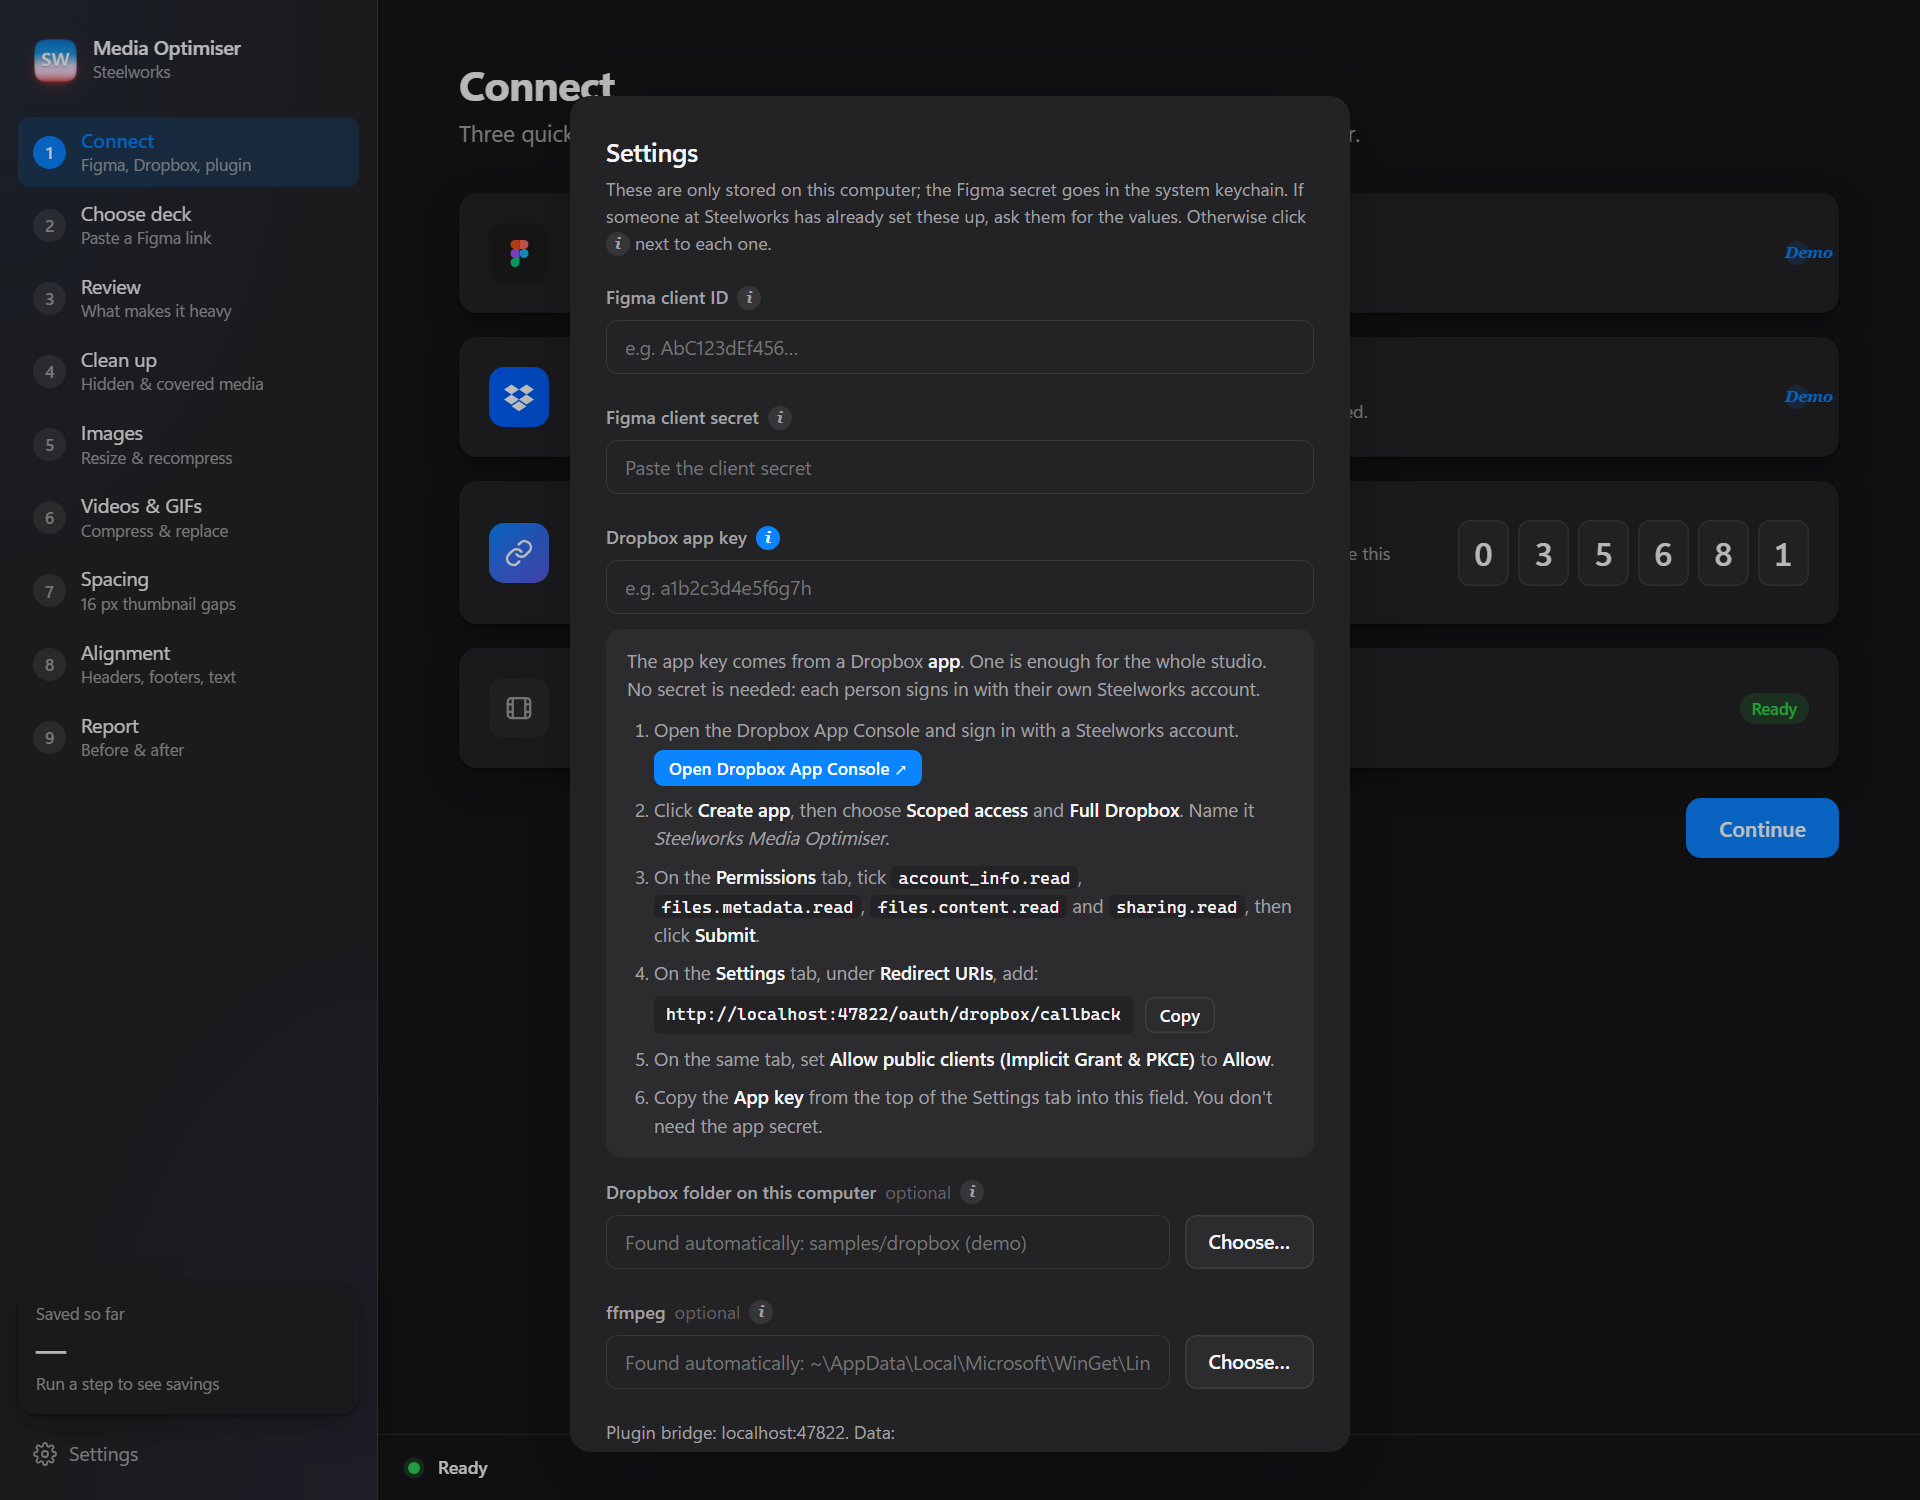 SW
Media Optimiser
Steelworks
1
Connect
Figma, Dropbox, plugin
2
Choose deck
Paste a Figma link
3
Review
What makes it heavy
4
Clean up
Hidden & covered media
5
Images
Resize & recompress
6
Videos & GIFs
Compress & replace
7
Spacing
16 px thumbnail gaps
8
Alignment
Headers, footers, text
9
Report
Before & after
Saved so far
—
Run a step to see savings
Settings
Connect
Three quick
r.
Demo
ed.
Demo
e this
0 3 5 6 8 1
Ready
Continue
Ready
Settings
These are only stored on this computer; the Figma secret goes in the system keychain. If
someone at Steelworks has already set these up, ask them for the values. Otherwise click
i next to each one.
Figma client ID i
e.g. AbC123dEf456…
Figma client secret i
Paste the client secret
Dropbox app key i
e.g. a1b2c3d4e5f6g7h
The app key comes from a Dropbox app. One is enough for the whole studio.
No secret is needed: each person signs in with their own Steelworks account.
1. Open the Dropbox App Console and sign in with a Steelworks account.
Open Dropbox App Console ↗
2. Click Create app, then choose Scoped access and Full Dropbox. Name it
Steelworks Media Optimiser.
3. On the Permissions tab, tick account_info.read,
files.metadata.read, files.content.read and sharing.read, then
click Submit.
4. On the Settings tab, under Redirect URIs, add:
http://localhost:47822/oauth/dropbox/callback Copy
5. On the same tab, set Allow public clients (Implicit Grant & PKCE) to Allow.
6. Copy the App key from the top of the Settings tab into this field. You don't
need the app secret.
Dropbox folder on this computer optional i
Found automatically: samples/dropbox (demo) Choose…
ffmpeg optional i
Found automatically: ~\AppData\Local\Microsoft\WinGet\Lin Choose…
Plugin bridge: localhost:47822. Data: